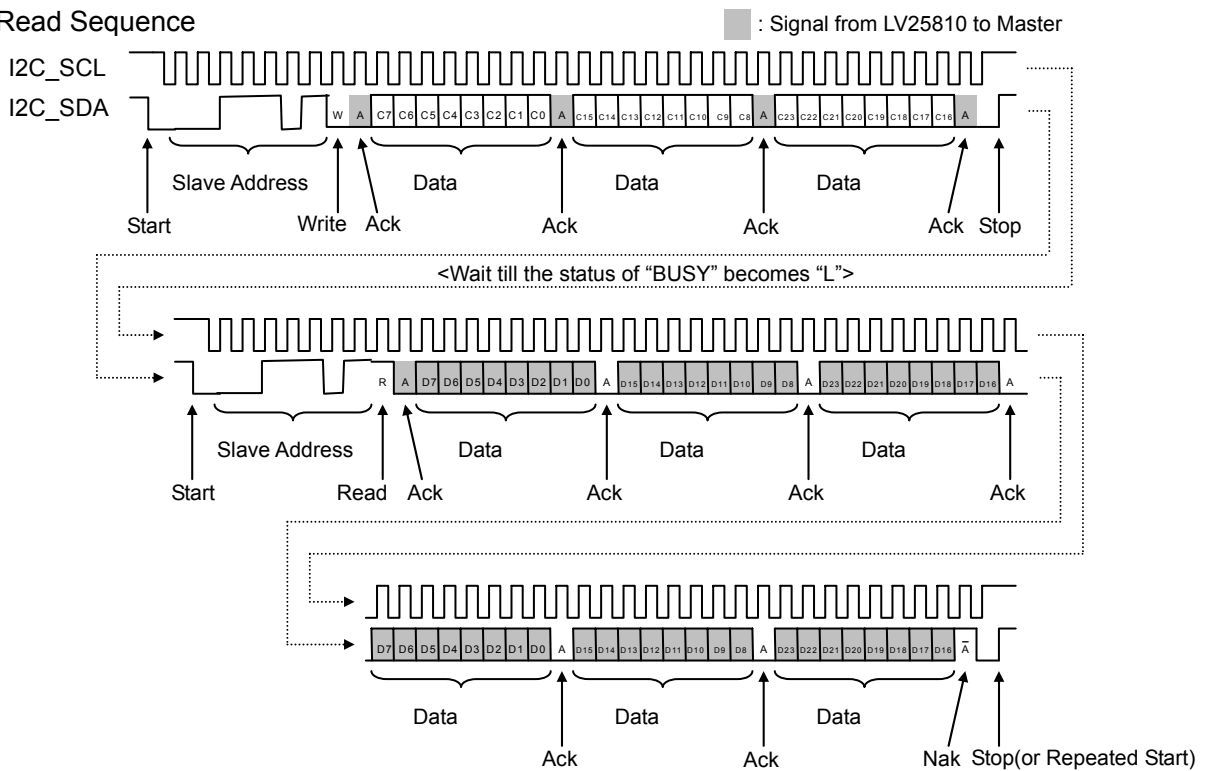 Read Sequence
: Signal from LV25810 to Master
I2C_SCL
I2C_SDA
W A C7 C6 C5 C4 C3 C2 C1 C0 A C15 C14 C13 C12 C11 C10 C9 C8 A C23 C22 C21 C20 C19 C18 C17 C16 A
Slave Address Data Data Data
Start Write Ack Ack Ack Ack Stop
<Wait till the status of “BUSY” becomes “L”>
R A D7 D6 D5 D4 D3 D2 D1 D0 A D15 D14 D13 D12 D11 D10 D9 D8 A D23 D22 D21 D20 D19 D18 D17 D16 A
Slave Address Data Data Data
Start Read Ack Ack Ack Ack
D7 D6 D5 D4 D3 D2 D1 D0 A D15 D14 D13 D12 D11 D10 D9 D8 A D23 D22 D21 D20 D19 D18 D17 D16 A̅
Data Data Data
Ack Ack Nak Stop(or Repeated Start)